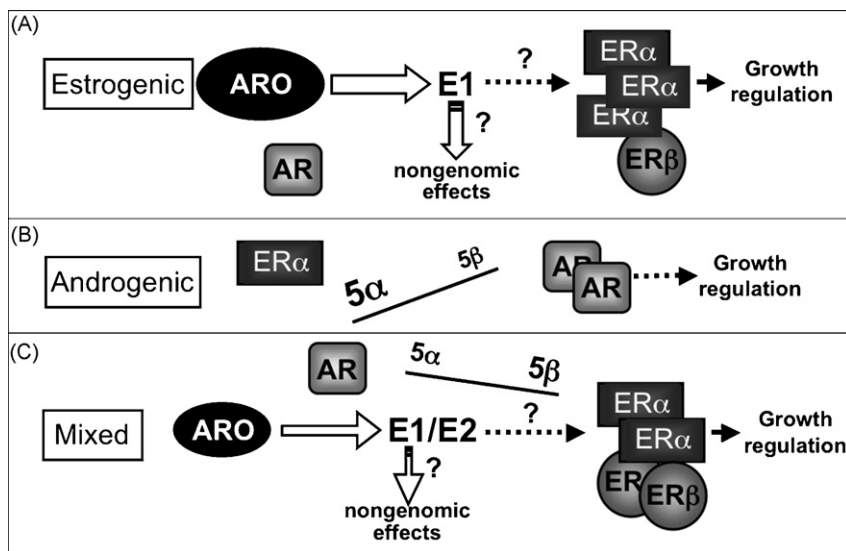 (A)
Estrogenic
ARO
E1
?
?
nongenomic
effects
AR
ERα
ERα
ERα
ERβ
Growth
regulation
(B)
Androgenic
ERα
5α
5β
AR
AR
Growth
regulation
(C)
Mixed
AR
5α
5β
ARO
E1/E2
?
?
nongenomic
effects
ERα
ERα
ER
ERβ
Growth
regulation